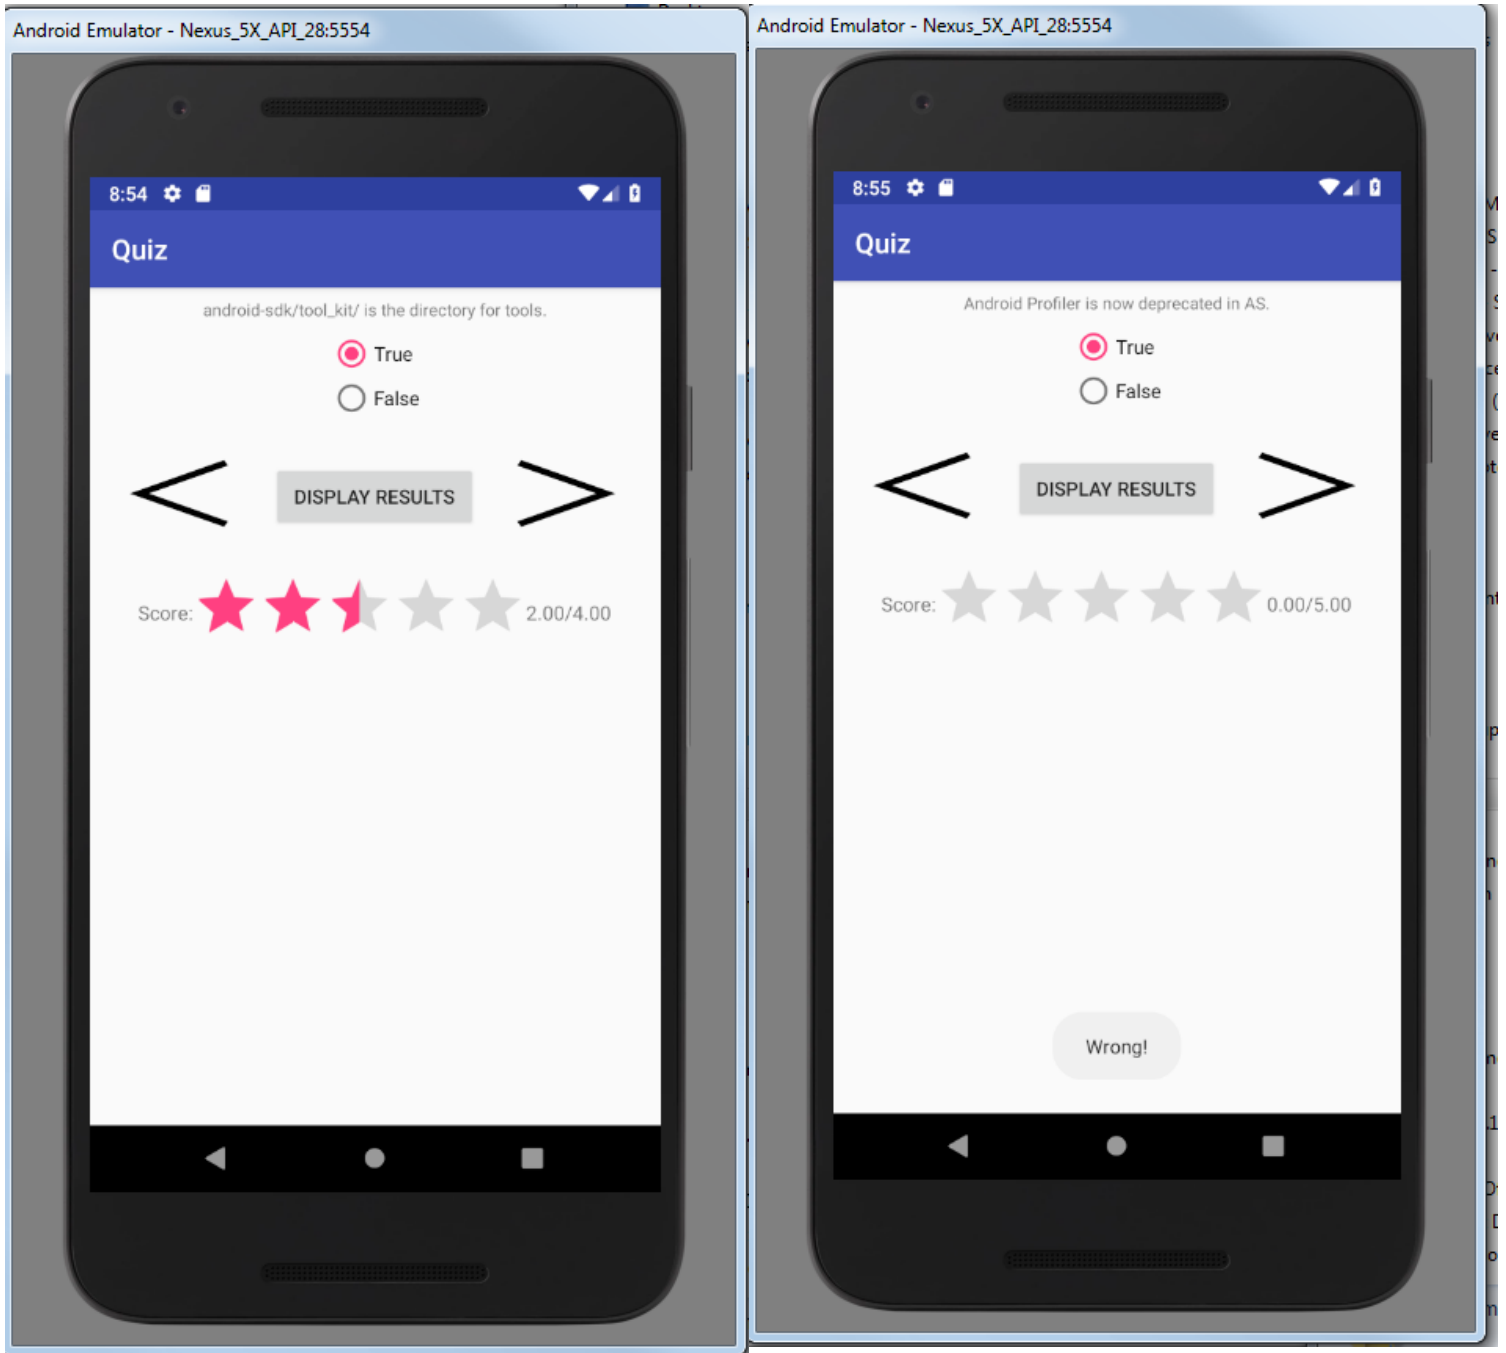 Android Emulator - Nexus_5X_API_28:5554
8:54
Quiz
android-sdk/tool_kit/ is the directory for tools.
True
False
DISPLAY RESULTS
Score: 2.00/4.00
Android Emulator - Nexus_5X_API_28:5554
8:55
Quiz
Android Profiler is now deprecated in AS.
True
False
DISPLAY RESULTS
Score: 0.00/5.00
Wrong!